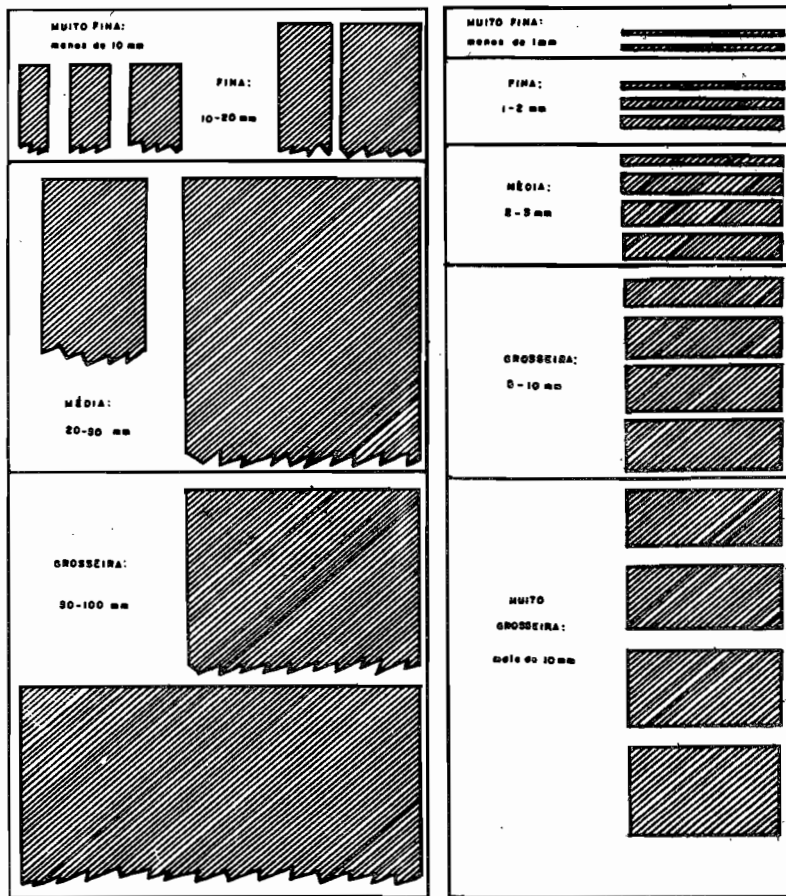 MUITO FINA:
menos de 10 mm
FINA:
10-20 mm
MÉDIA:
20-50 mm
GROSSEIRA:
50-100 mm
MUITO FINA:
menos de 1mm
FINA:
1-2 mm
MÉDIA:
2-5 mm
GROSSEIRA:
5-10 mm
MUITO
GROSSEIRA:
mais de 10 mm